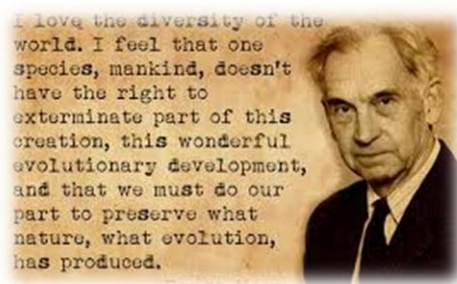 I love the diversity of the
world. I feel that one
species, mankind, doesn't
have the right to
exterminate part of this
creation, this wonderful
evolutionary development,
and that we must do our
part to preserve what
nature, what evolution,
has produced.